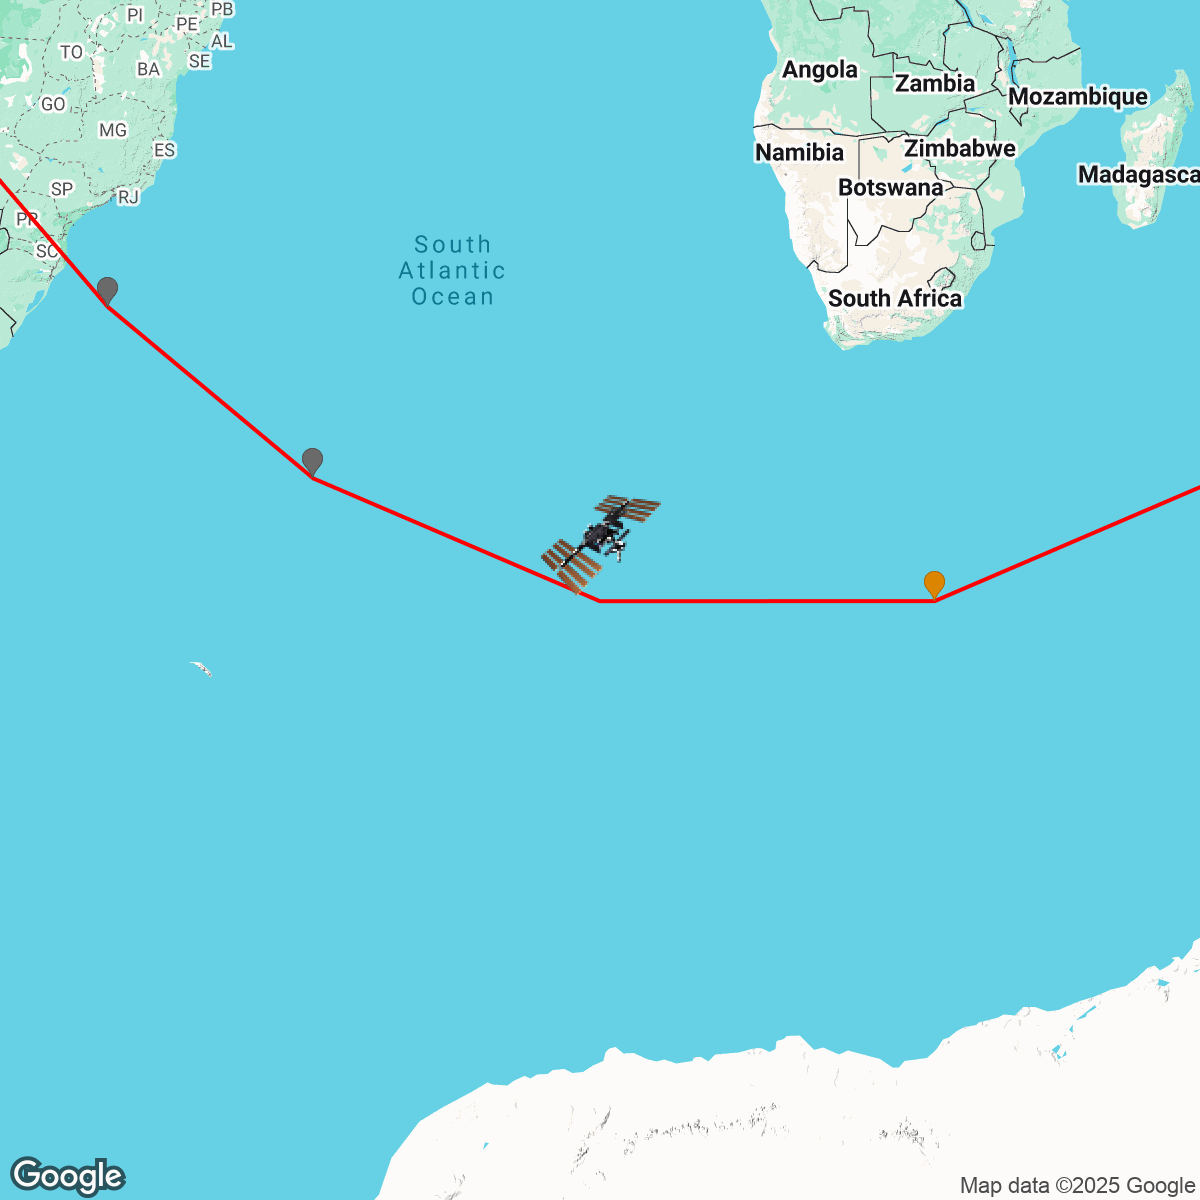 PB
PI
PE
AL
TO
SE
BA
GO
MG
ES
SP
RJ
PR
SC
Angola
Zambia
Mozambique
Namibia
Zimbabwe
Madagasca
Botswana
South Africa
South
Atlantic
Ocean
Google
Map data ©2025 Google